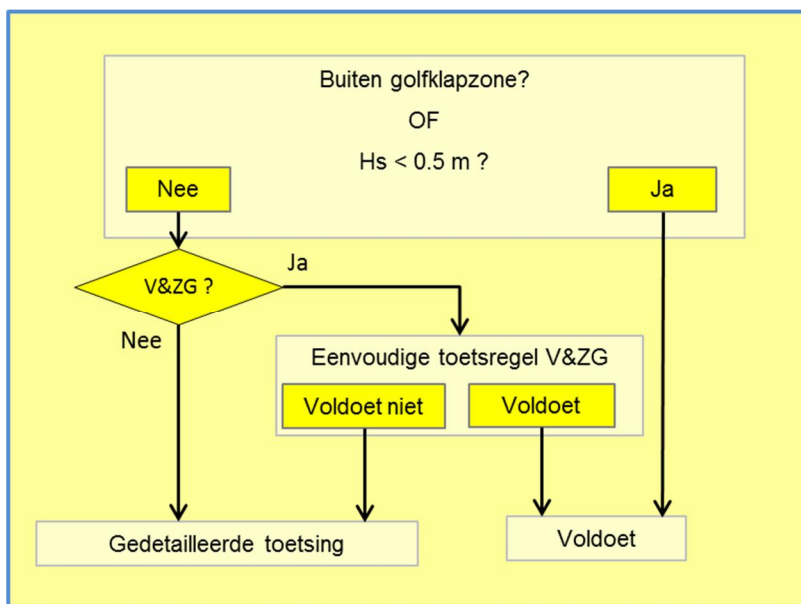 Buiten golfklapzone?
OF
Hs < 0.5 m ?
Nee
Ja
V&ZG ?
Ja
Nee
Eenvoudige toetsregel V&ZG
Voldoet niet
Voldoet
Gedetailleerde toetsing
Voldoet